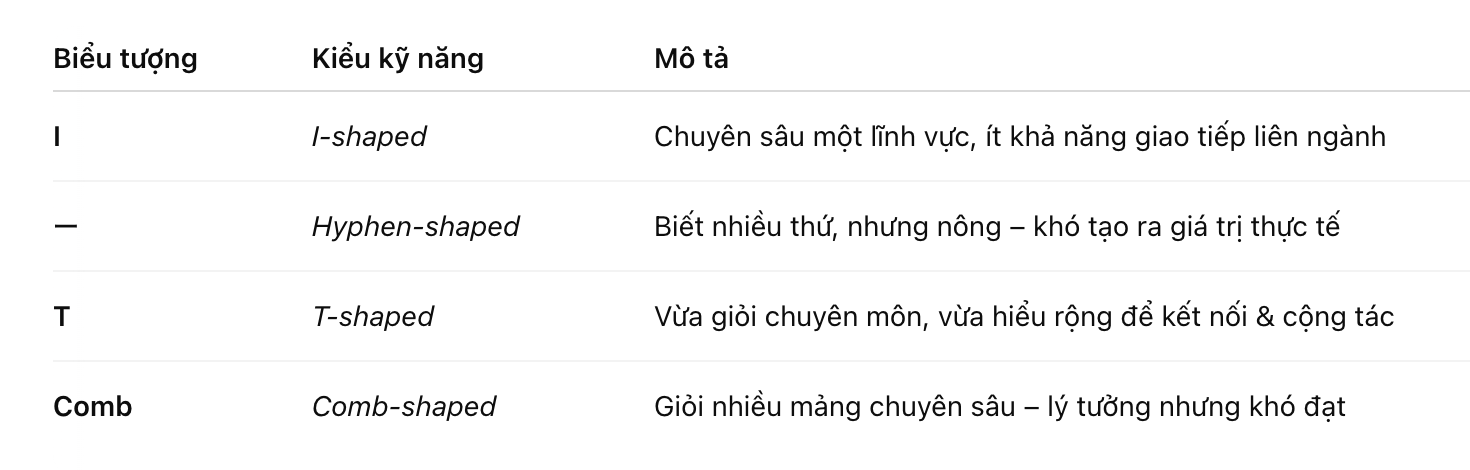 Biểu tượng Kiểu kỹ năng Mô tả
I I-shaped Chuyên sâu một lĩnh vực, ít khả năng giao tiếp liên ngành
— Hyphen-shaped Biết nhiều thứ, nhưng nông – khó tạo ra giá trị thực tế
T T-shaped Vừa giỏi chuyên môn, vừa hiểu rộng để kết nối & cộng tác
Comb Comb-shaped Giỏi nhiều mảng chuyên sâu – lý tưởng nhưng khó đạt